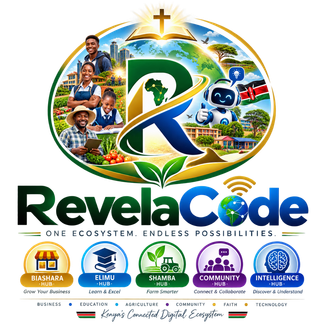 R
RevelaCode
ONE ECOSYSTEM. ENDLESS POSSIBILITIES.
BIASHARA
HUB
Grow Your Business
ELIMU
HUB
Learn & Excel
SHAMBA
HUB
Farm Smarter
COMMUNITY
HUB
Connect & Collaborate
INTELLIGENCE
HUB
Discover & Understand
BUSINESS • EDUCATION • AGRICULTURE • COMMUNITY • FAITH • TECHNOLOGY
Kenya's Connected Digital Ecosystem